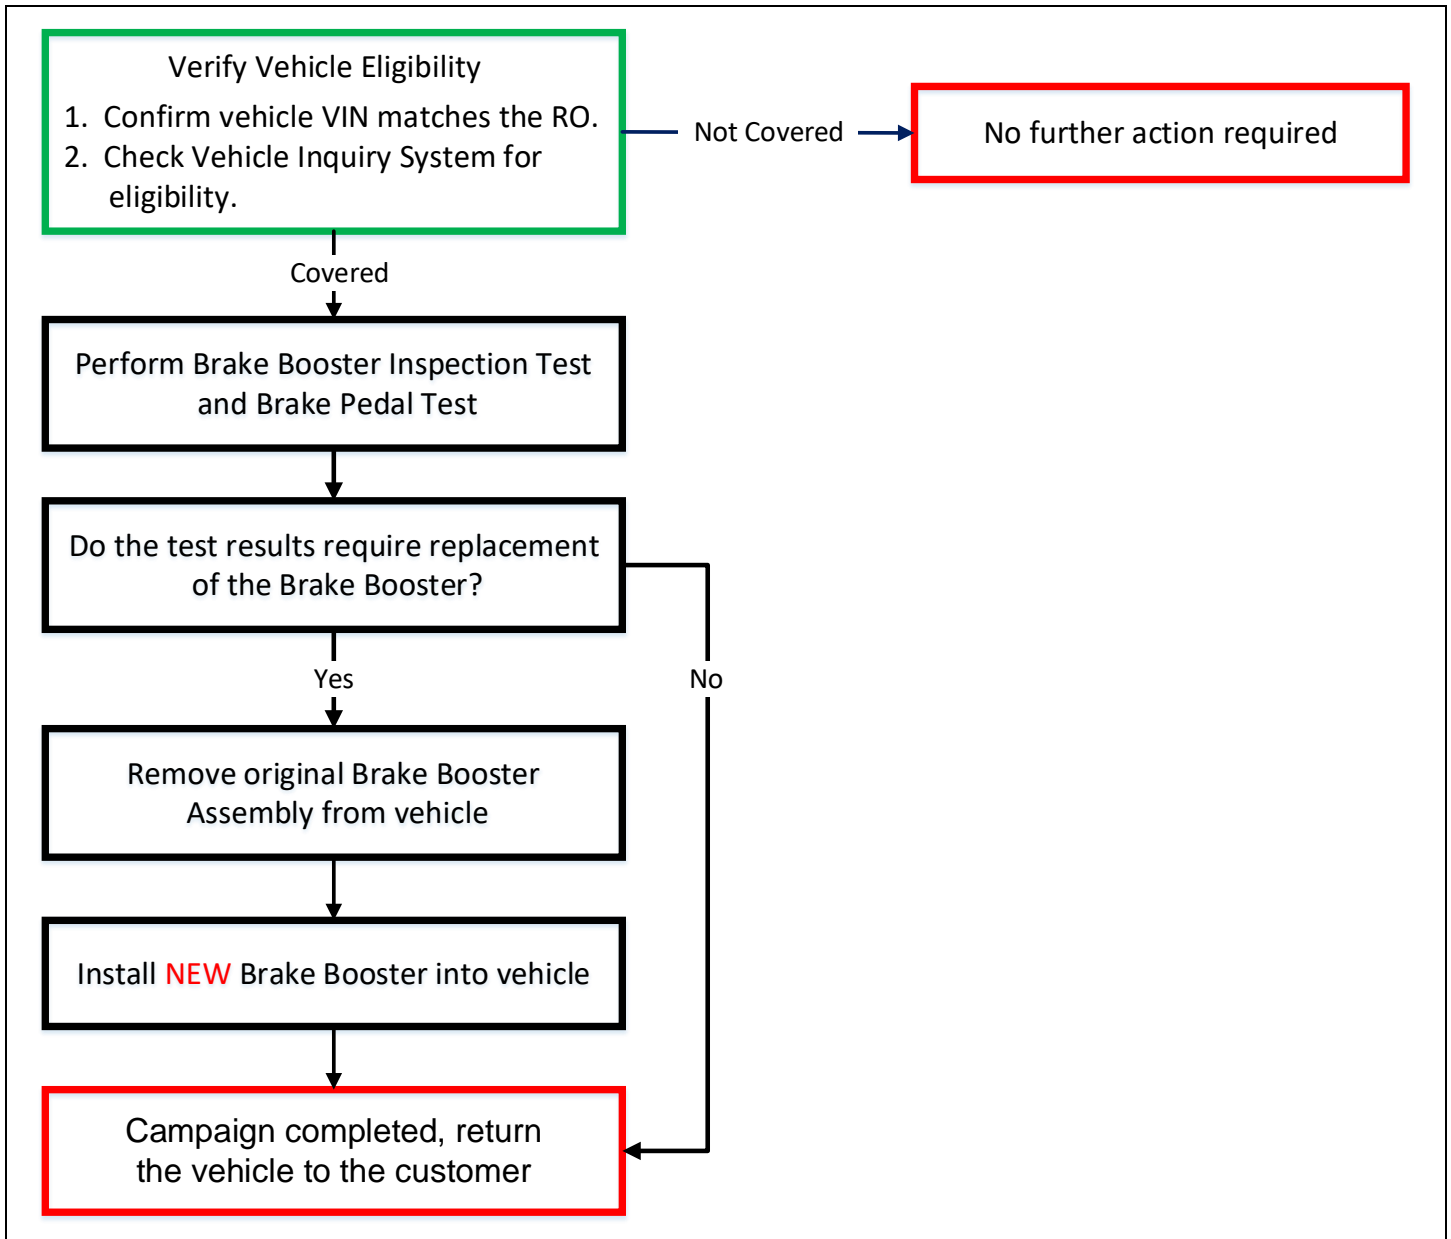 Verify Vehicle Eligibility
1. Confirm vehicle VIN matches the RO.
2. Check Vehicle Inquiry System for
eligibility.
Not Covered
No further action required
Covered
Perform Brake Booster Inspection Test
and Brake Pedal Test
Do the test results require replacement
of the Brake Booster?
Yes
No
Remove original Brake Booster
Assembly from vehicle
Install NEW Brake Booster into vehicle
Campaign completed, return
the vehicle to the customer